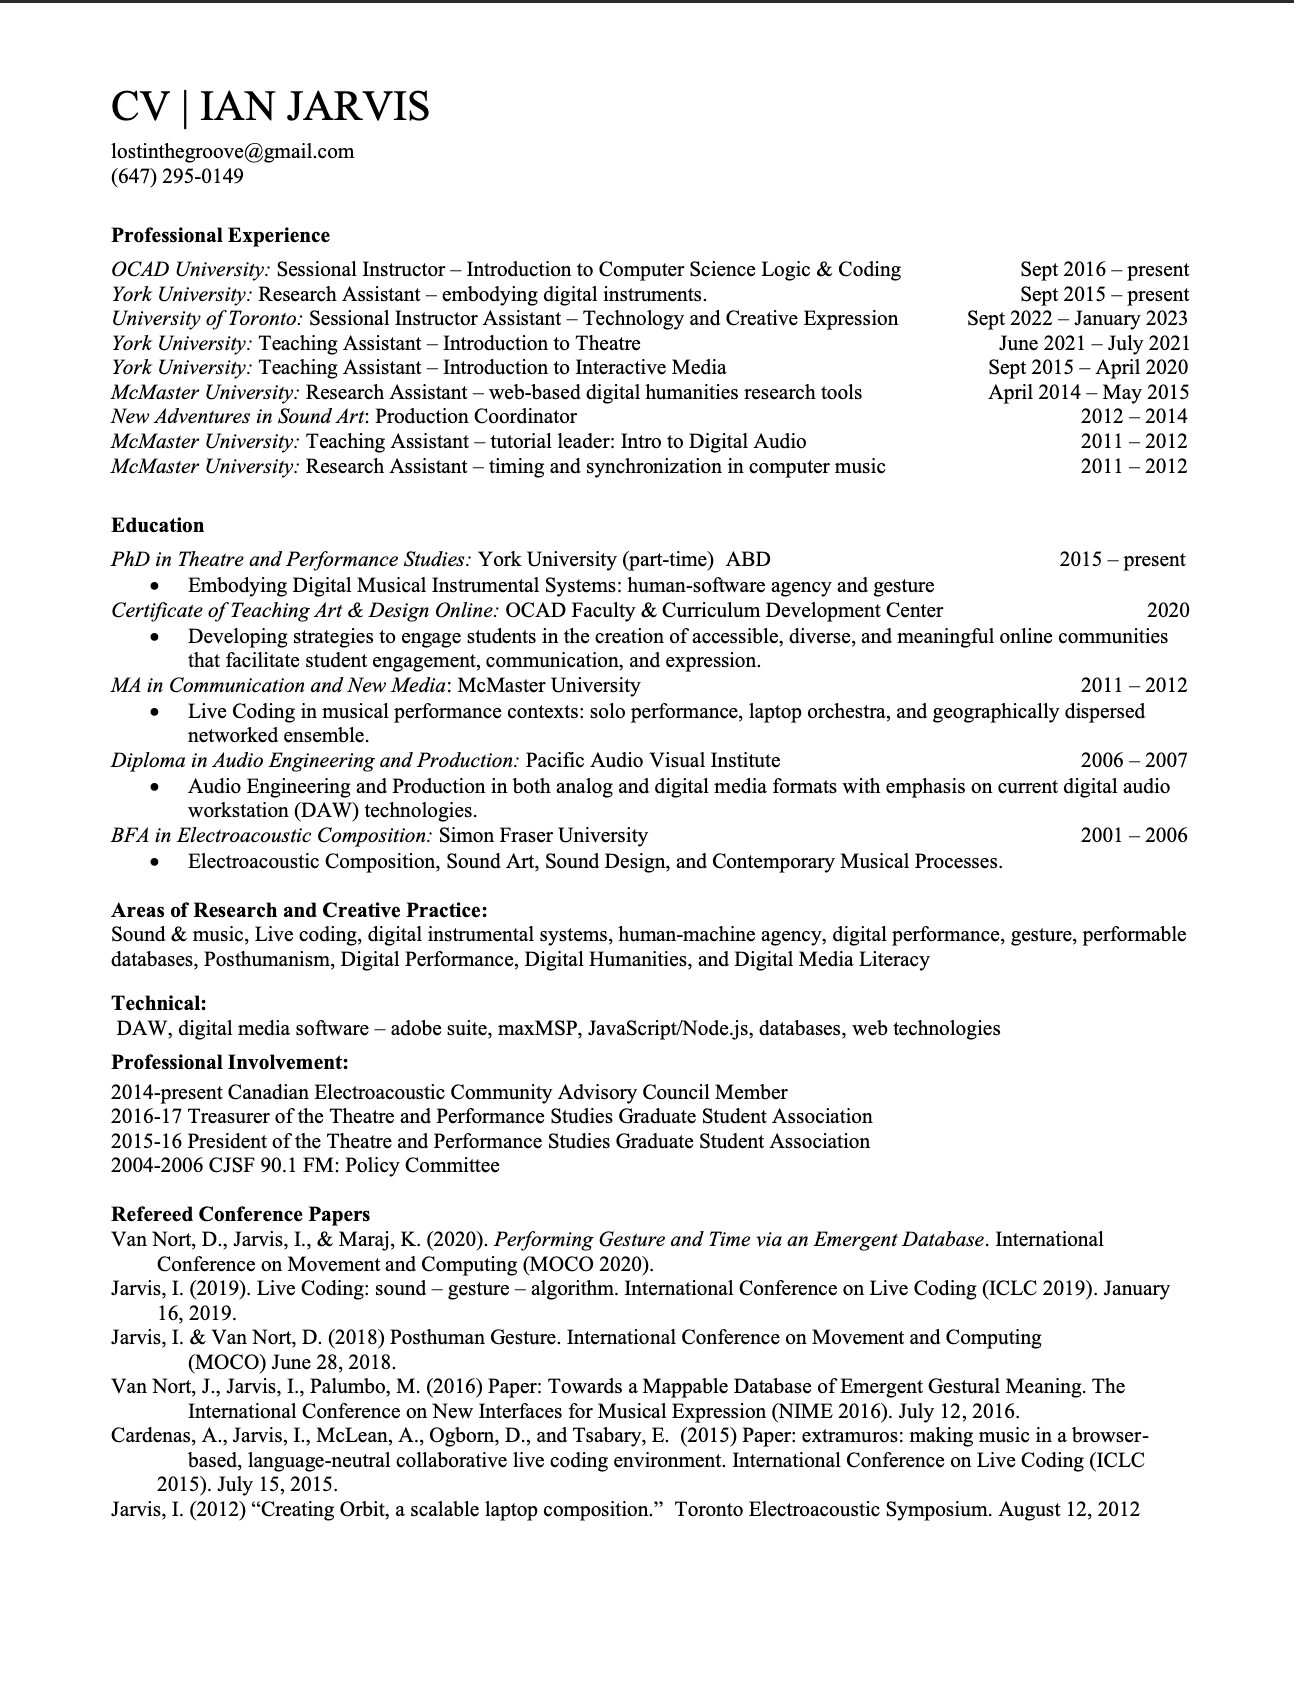 CV | IAN JARVIS
lostinthegroove@gmail.com
(647) 295-0149
Professional Experience
OCAD University: Sessional Instructor – Introduction to Computer Science Logic & Coding Sept 2016 – present
York University: Research Assistant – embodying digital instruments. Sept 2015 – present
University of Toronto: Sessional Instructor Assistant – Technology and Creative Expression Sept 2022 – January 2023
York University: Teaching Assistant – Introduction to Theatre June 2021 – July 2021
York University: Teaching Assistant – Introduction to Interactive Media Sept 2015 – April 2020
McMaster University: Research Assistant – web-based digital humanities research tools April 2014 – May 2015
New Adventures in Sound Art: Production Coordinator 2012 – 2014
McMaster University: Teaching Assistant – tutorial leader: Intro to Digital Audio 2011 – 2012
McMaster University: Research Assistant – timing and synchronization in computer music 2011 – 2012
Education
PhD in Theatre and Performance Studies: York University (part-time)  ABD 2015 – present
• Embodying Digital Musical Instrumental Systems: human-software agency and gesture
Certificate of Teaching Art & Design Online: OCAD Faculty & Curriculum Development Center 2020
• Developing strategies to engage students in the creation of accessible, diverse, and meaningful online communities
that facilitate student engagement, communication, and expression.
MA in Communication and New Media: McMaster University 2011 – 2012
• Live Coding in musical performance contexts: solo performance, laptop orchestra, and geographically dispersed
networked ensemble.
Diploma in Audio Engineering and Production: Pacific Audio Visual Institute 2006 – 2007
• Audio Engineering and Production in both analog and digital media formats with emphasis on current digital audio
workstation (DAW) technologies.
BFA in Electroacoustic Composition: Simon Fraser University 2001 – 2006
• Electroacoustic Composition, Sound Art, Sound Design, and Contemporary Musical Processes.
Areas of Research and Creative Practice:
Sound & music, Live coding, digital instrumental systems, human-machine agency, digital performance, gesture, performable
databases, Posthumanism, Digital Performance, Digital Humanities, and Digital Media Literacy
Technical:
DAW, digital media software – adobe suite, maxMSP, JavaScript/Node.js, databases, web technologies
Professional Involvement:
2014-present Canadian Electroacoustic Community Advisory Council Member
2016-17 Treasurer of the Theatre and Performance Studies Graduate Student Association
2015-16 President of the Theatre and Performance Studies Graduate Student Association
2004-2006 CJSF 90.1 FM: Policy Committee
Refereed Conference Papers
Van Nort, D., Jarvis, I., & Maraj, K. (2020). Performing Gesture and Time via an Emergent Database. International
Conference on Movement and Computing (MOCO 2020).
Jarvis, I. (2019). Live Coding: sound – gesture – algorithm. International Conference on Live Coding (ICLC 2019). January
16, 2019.
Jarvis, I. & Van Nort, D. (2018) Posthuman Gesture. International Conference on Movement and Computing
(MOCO) June 28, 2018.
Van Nort, J., Jarvis, I., Palumbo, M. (2016) Paper: Towards a Mappable Database of Emergent Gestural Meaning. The
International Conference on New Interfaces for Musical Expression (NIME 2016). July 12, 2016.
Cardenas, A., Jarvis, I., McLean, A., Ogborn, D., and Tsabary, E.  (2015) Paper: extramuros: making music in a browser-
based, language-neutral collaborative live coding environment. International Conference on Live Coding (ICLC
2015). July 15, 2015.
Jarvis, I. (2012) “Creating Orbit, a scalable laptop composition.”  Toronto Electroacoustic Symposium. August 12, 2012